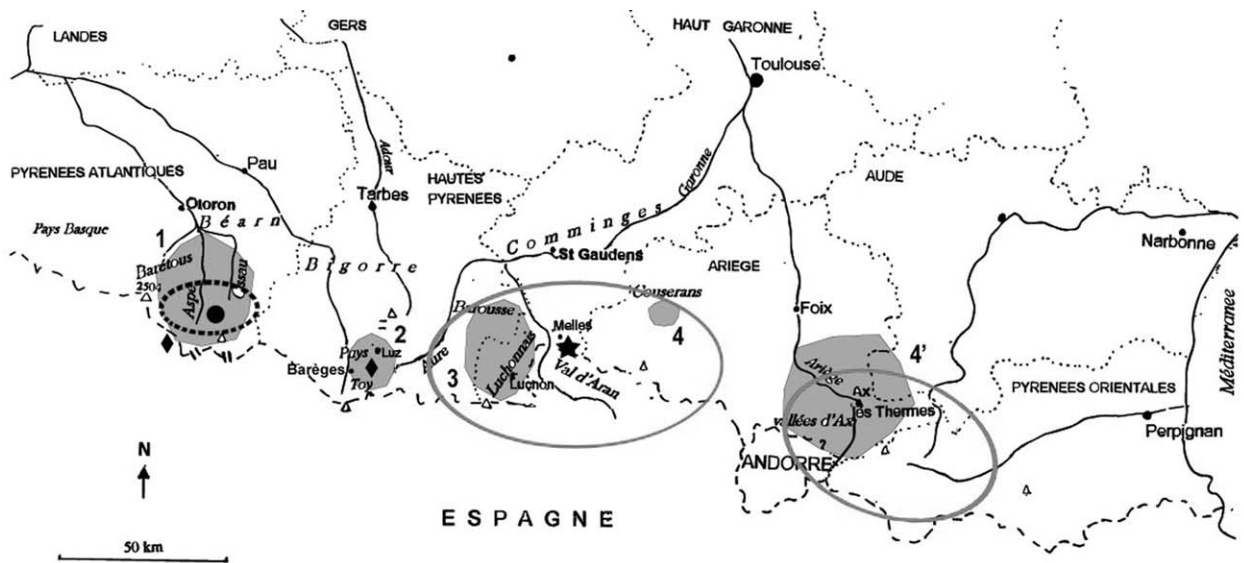 GERS
HAUT GARONNE
LANDES
Toulouse
Adour
Garonne
PYRENEES ATLANTIQUES
Pau
HAUTES
PYRENEES
AUDE
Tarbes
Oloron
Béarn
Comminges
Pays Basque
1
Narbonne
St Gaudens
ARIEGE
Bigorre
Barétous
2504
Ossau
Aspe
Couserans
Barousse
Foix
Melles
4
2
Pays
Luz
Toy
Barèges
Aure
3
Luchonnais
Luchon
Val d'Aran
4'
Ariège
Ax
les Thermes
vallées d'Ax
?
PYRENEES ORIENTALES
Perpignan
Méditerranee
ANDORRE
N
ESPAGNE
50 km